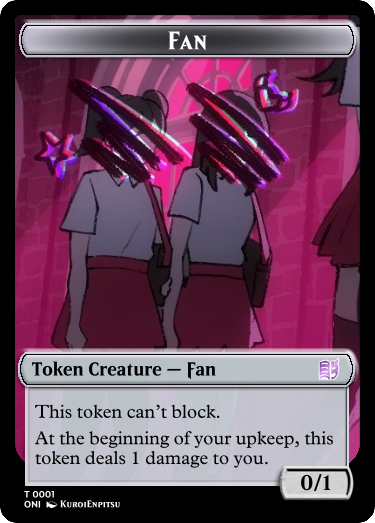 Fan
Token Creature — Fan
This token can't block.
At the beginning of your upkeep, this
token deals 1 damage to you.
0/1
T 0001
ONI KuroiEnpitsu